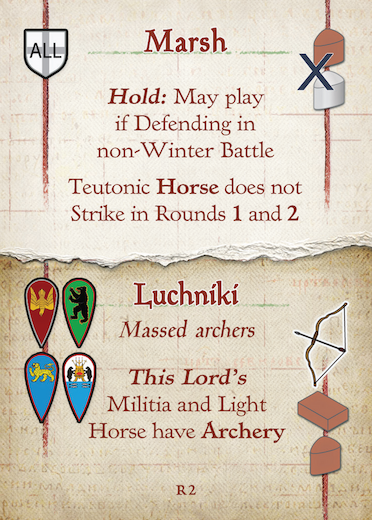 ALL
Marsh
Hold: May play
if Defending in
non-Winter Battle
Teutonic Horse does not
Strike in Rounds 1 and 2
Luchniki
Massed archers
This Lord's
Militia and Light
Horse have Archery
R2